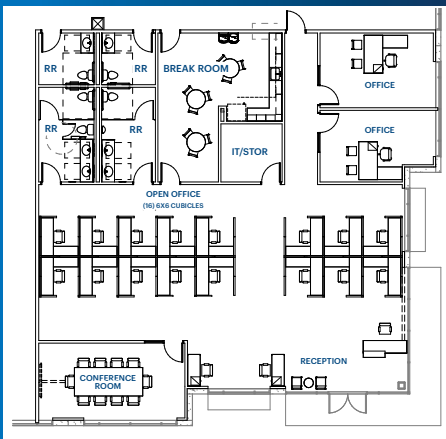 RR
RR
BREAK ROOM
OFFICE
RR
RR
OFFICE
IT/STOR
OPEN OFFICE
(16) 6X6 CUBICLES
RECEPTION
CONFERENCE
ROOM